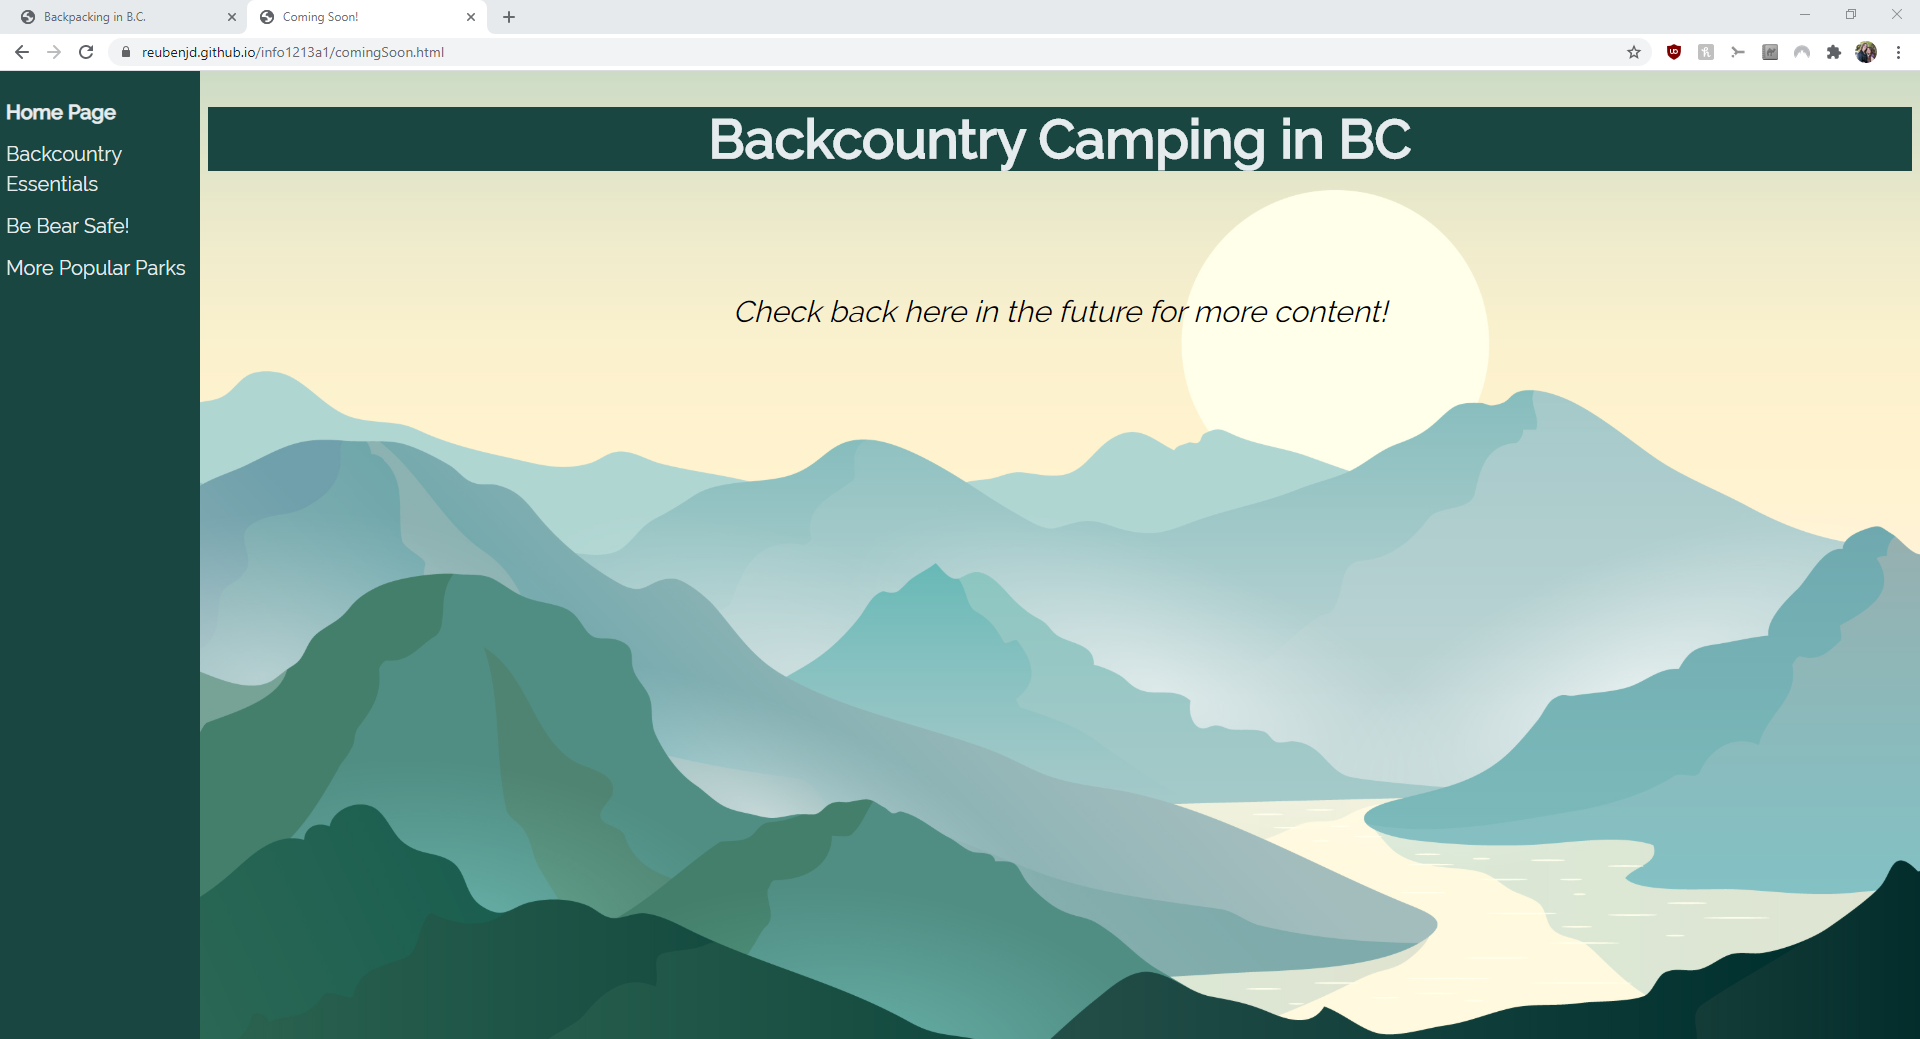 Backpacking in B.C.
Coming Soon!
reubenjd.github.io/info1213a1/comingSoon.html
Home Page
Backcountry
Essentials
Be Bear Safe!
More Popular Parks
Backcountry Camping in BC
Check back here in the future for more content!